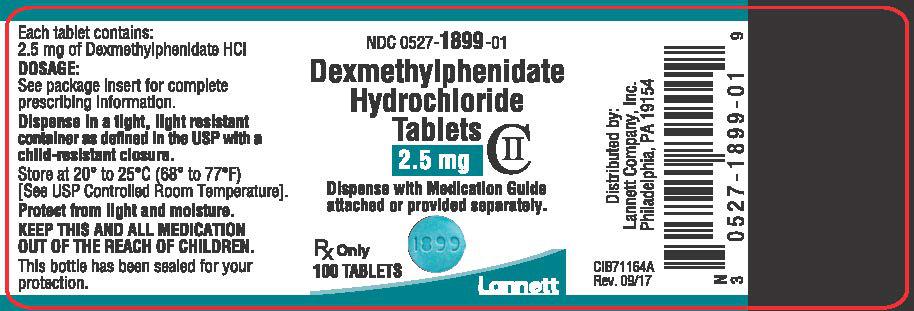 Each tablet contains:
2.5 mg of Dexmethylphenidate HCl
DOSAGE:
See package insert for complete
prescribing information.
Dispense in a tight, light resistant
container as defined in the USP with a
child-resistant closure.
Store at 20° to 25°C (68° to 77°F)
[See USP Controlled Room Temperature].
Protect from light and moisture.
KEEP THIS AND ALL MEDICATION
OUT OF THE REACH OF CHILDREN.
This bottle has been sealed for your
protection.
NDC 0527-1899-01
Dexmethylphenidate
Hydrochloride
Tablets
CII
2.5 mg
Dispense with Medication Guide
attached or provided separately.
1899
Rx Only
100 TABLETS
Lannett
Distributed by:
Lannett Company, Inc.
Philadelphia, PA 19154
CIB71164A
Rev. 09/17
N 3 0527-1899-01 9